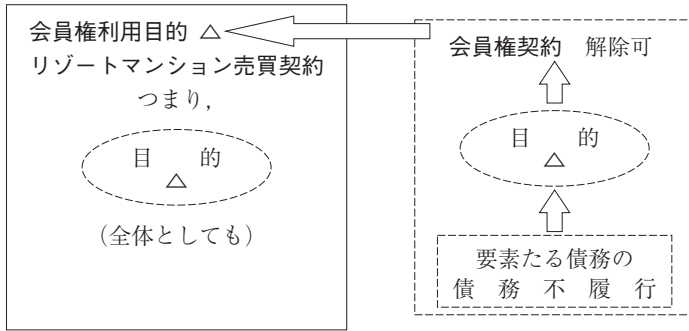 会員権利用目的 △
リゾートマンション売買契約
つまり，
目 的
△
(全体としても)
会員権契約 解除可
目 的
△
要素たる債務の
債 務 不 履 行